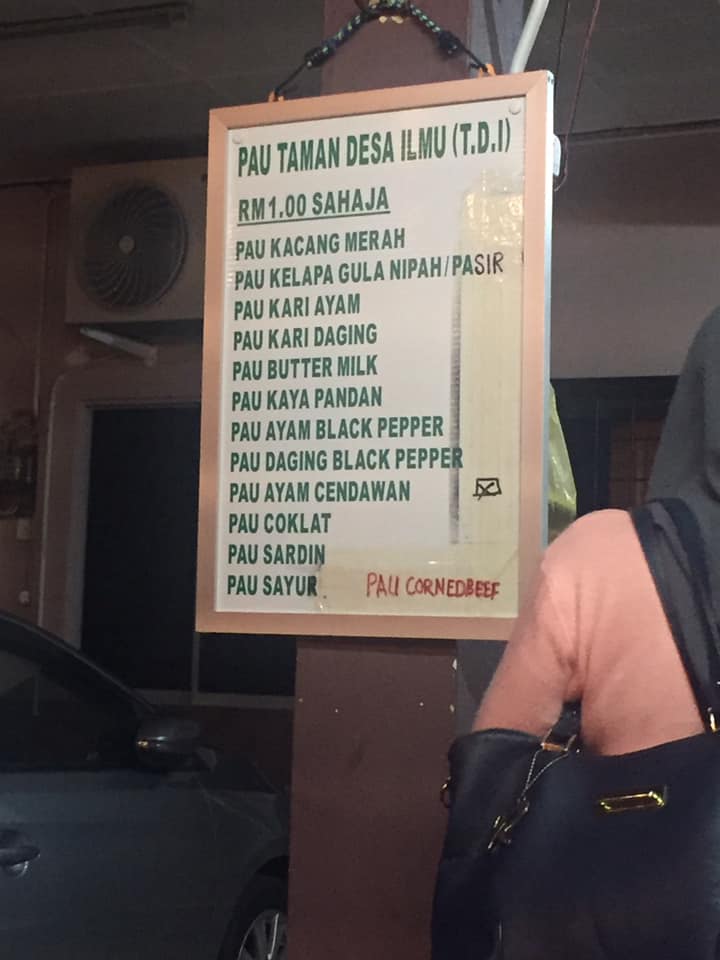 PAU TAMAN DESA ILMU (T.D.I)
RM1.00 SAHAJA
PAU KACANG MERAH
PAU KELAPA GULA NIPAH/PASIR
PAU KARI AYAM
PAU KARI DAGING
PAU BUTTER MILK
PAU KAYA PANDAN
PAU AYAM BLACK PEPPER
PAU DAGING BLACK PEPPER
PAU AYAM CENDAWAN
PAU COKLAT
PAU SARDIN
PAU SAYUR PAU CORNEDBEEF